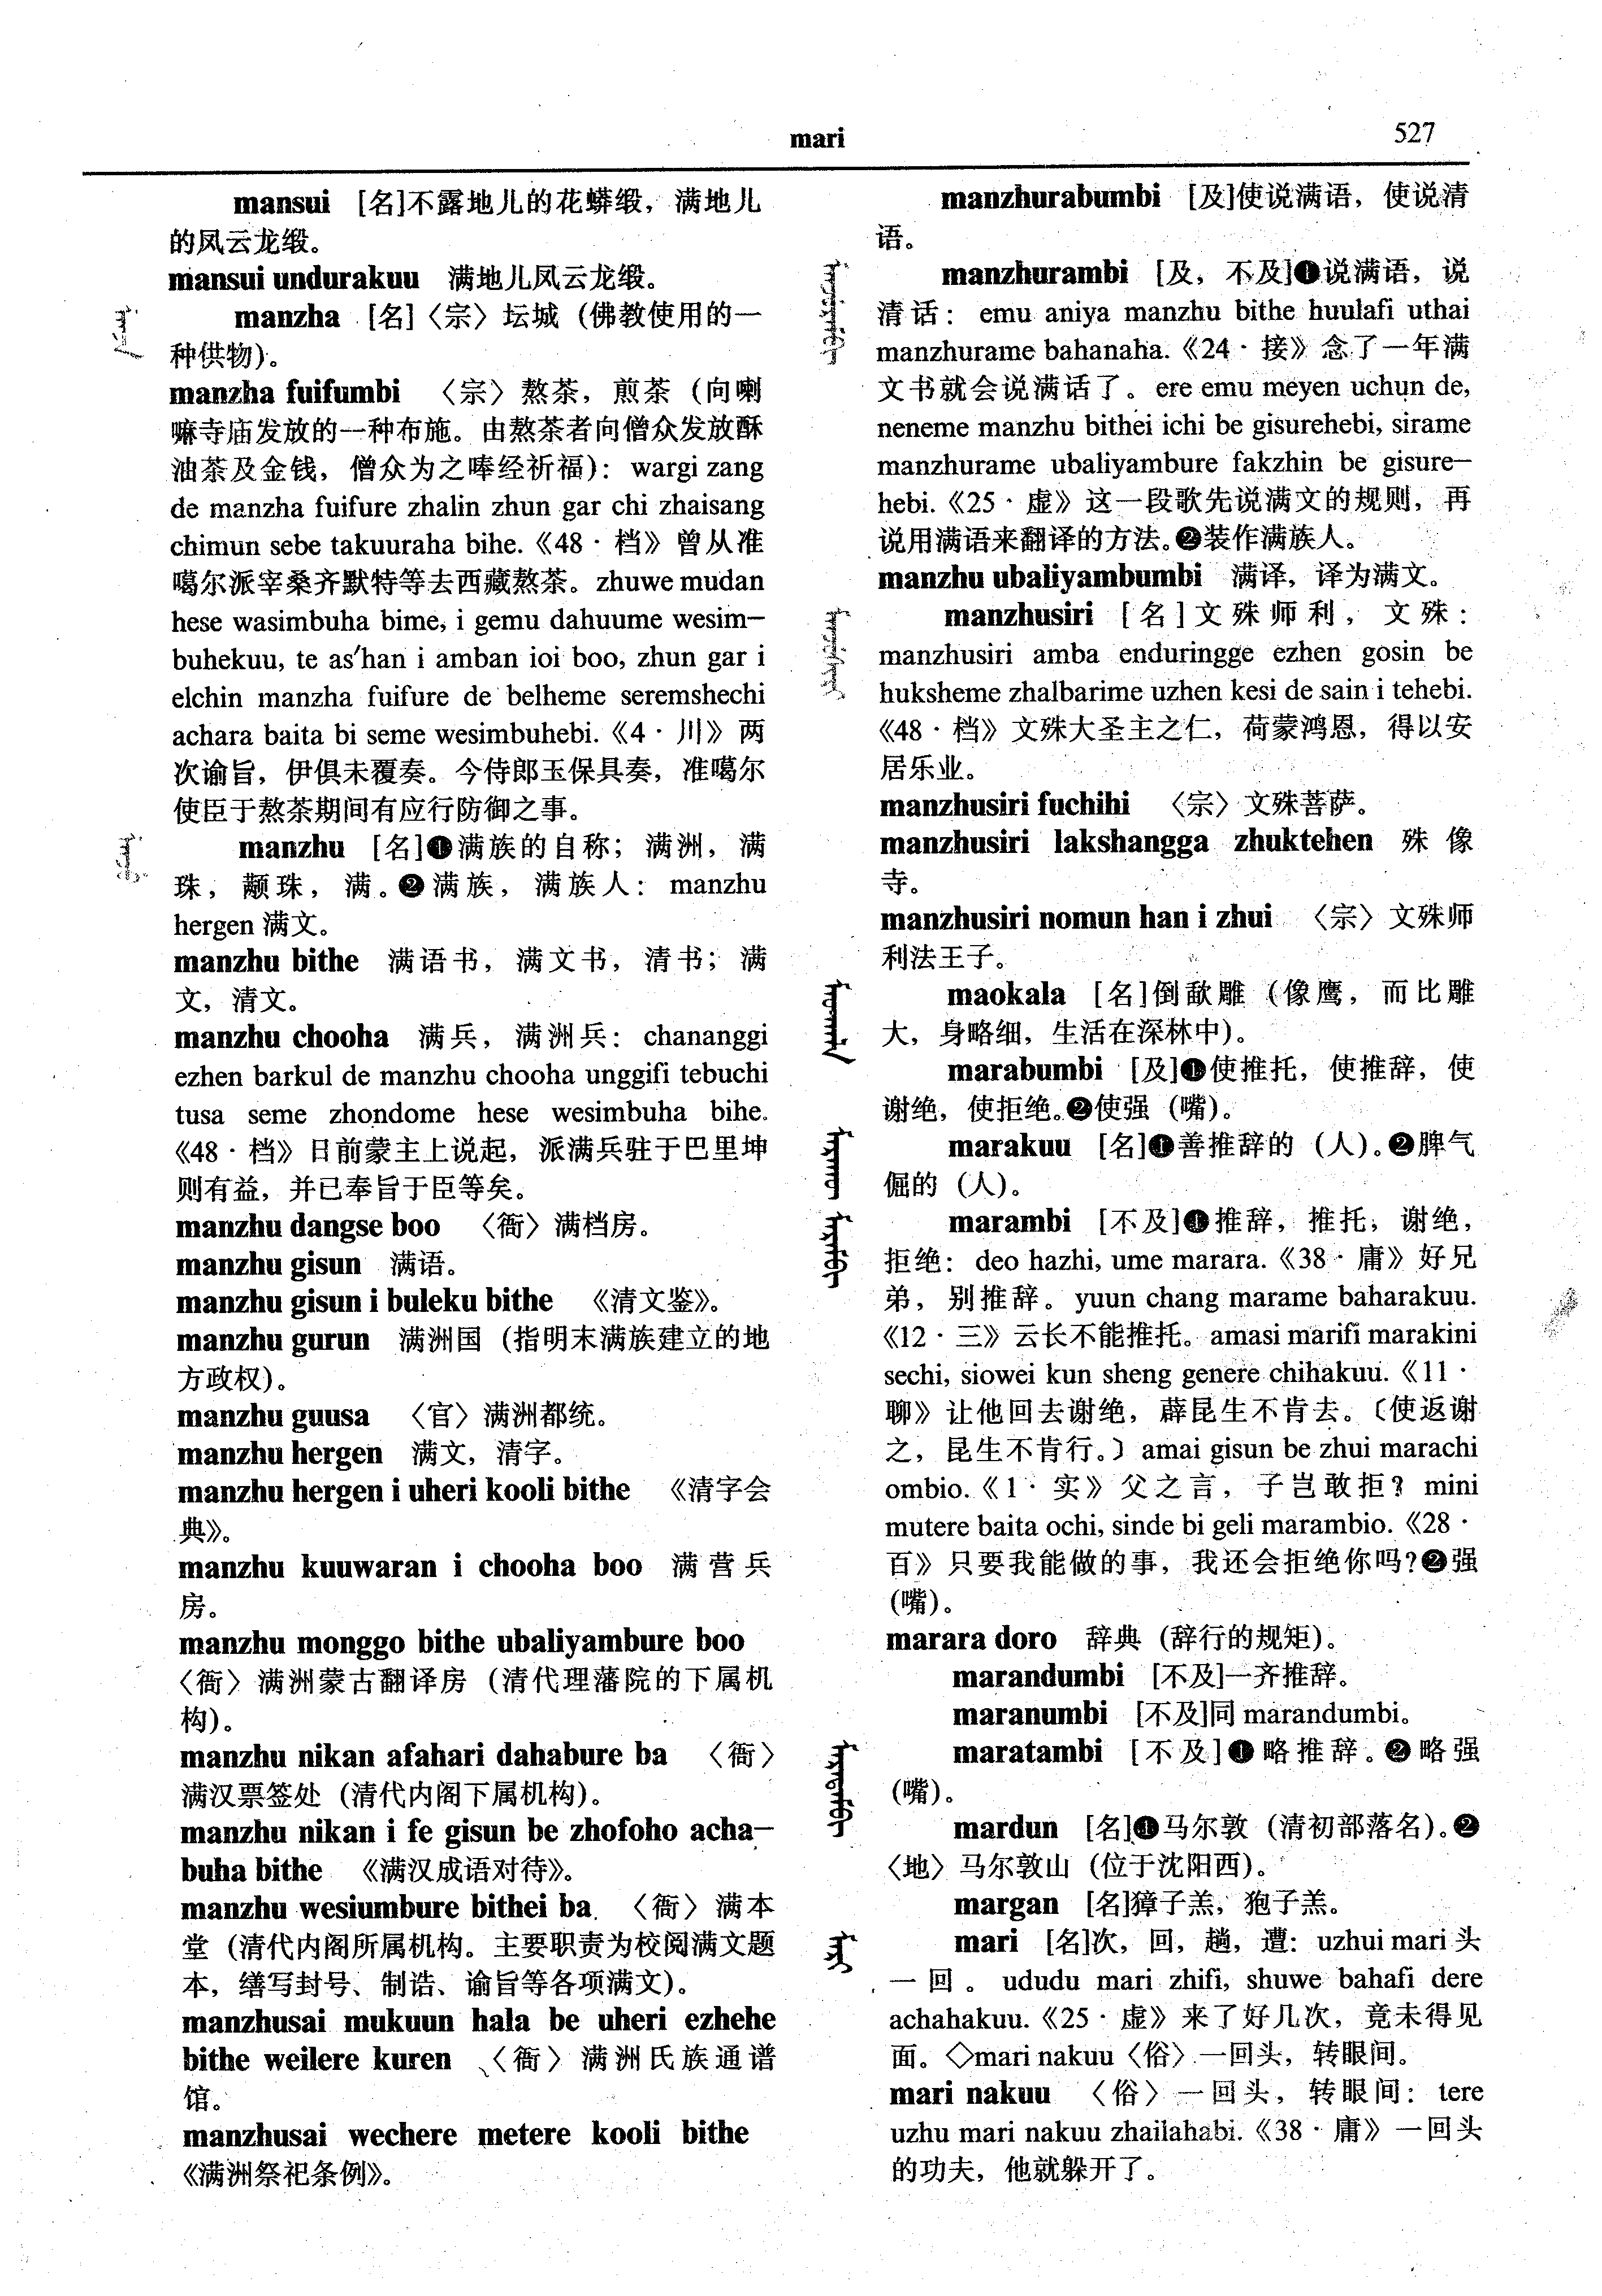 mari
527
mansui [名]不露地儿的花蟒缎，满地儿
的风云龙缎。
mansui undurakuu 满地儿风云龙缎。
manzha [名]〈宗〉坛城（佛教使用的一
种供物）。
manzha fuifumbi 〈宗〉熬茶，煎茶（向喇
嘛寺庙发放的一种布施。由熬茶者向僧众发放酥
油茶及金钱，僧众为之唪经祈福）：wargi zang
de manzha fuifure zhalin zhun gar chi zhaisang
chimun sebe takuuraha bihe.《48·档》曾从准
噶尔派宰桑齐默特等去西藏熬茶。zhuwe mudan
hese wasimbuha bime, i gemu dahuume wesim—
buhekuu, te as'han i amban ioi boo, zhun gar i
elchin manzha fuifure de belheme seremshechi
achara baita bi seme wesimbuhebi.《4·川》两
次谕旨，伊俱未覆奏。今侍郎玉保具奏，准噶尔
使臣于熬茶期间有应行防御之事。
manzhu [名]❶满族的自称；满洲，满
珠，颟珠，满。❷满族，满族人：manzhu
hergen 满文。
manzhu bithe 满语书，满文书，清书；满
文，清文。
manzhu chooha 满兵，满洲兵：chananggi
ezhen barkul de manzhu chooha unggifi tebuchi
tusa seme zhondome hese wesimbuha bihe.
《48·档》日前蒙主上说起，派满兵驻于巴里坤
则有益，并已奉旨于臣等矣。
manzhu dangse boo 〈衙〉满档房。
manzhu gisun 满语。
manzhu gisun i buleku bithe 《清文鉴》。
manzhu gurun 满洲国（指明末满族建立的地
方政权）。
manzhu guusa 〈官〉满洲都统。
manzhu hergen 满文，清字。
manzhu hergen i uheri kooli bithe 《清字会
典》。
manzhu kuuwaran i chooha boo 满营兵
房。
manzhu monggo bithe ubaliyambure boo
〈衙〉满洲蒙古翻译房（清代理藩院的下属机
构）。
manzhu nikan afahari dahabure ba 〈衙〉
满汉票签处（清代内阁下属机构）。
manzhu nikan i fe gisun be zhofoho acha—
buha bithe 《满汉成语对待》。
manzhu wesiumbure bithei ba 〈衙〉满本
堂（清代内阁所属机构。主要职责为校阅满文题
本，缮写封号、制诰、谕旨等各项满文）。
manzhusai mukuun hala be uheri ezhehe
bithe weilere kuren 〈衙〉满洲氏族通谱
馆。
manzhusai wechere metere kooli bithe
《满洲祭祀条例》。
manzhurabumbi [及]使说满语，使说清
语。
manzhurambi [及，不及]❶说满语，说
清话：emu aniya manzhu bithe huulafi uthai
manzhurame bahanaha.《24·接》念了一年满
文书就会说满话了。ere emu meyen uchun de,
neneme manzhu bithei ichi be gisurehebi, sirame
manzhurame ubaliyambure fakzhin be gisure—
hebi.《25·虚》这一段歌先说满文的规则，再
说用满语来翻译的方法。❷装作满族人。
manzhu ubaliyambumbi 满译，译为满文。
manzhusiri [名]文殊师利，文殊：
manzhusiri amba enduringge ezhen gosin be
huksheme zhalbarime uzhen kesi de sain i tehebi.
《48·档》文殊大圣主之仁，荷蒙鸿恩，得以安
居乐业。
manzhusiri fuchihi 〈宗〉文殊菩萨。
manzhusiri lakshangga zhuktehen 殊像
寺。
manzhusiri nomun han i zhui 〈宗〉文殊师
利法王子。
maokala [名]倒歃雕（像鹰，而比雕
大，身略细，生活在深林中）。
marabumbi [及]❶使推托，使推辞，使
谢绝，使拒绝。❷使强（嘴）。
marakuu [名]❶善推辞的（人）。❷脾气
倔的（人）。
marambi [不及]❶推辞，推托；谢绝，
拒绝：deo hazhi, ume marara.《38·庸》好兄
弟，别推辞。yuun chang marame baharakuu.
《12·三》云长不能推托。amasi marifi marakini
sechi, siowei kun sheng genere chihakuu.《11·
聊》让他回去谢绝，薛昆生不肯去。〔使返谢
之，昆生不肯行。〕amai gisun be zhui marachi
ombio.《1·实》父之言，子岂敢拒？mini
mutere baita ochi, sinde bi geli marambio.《28·
百》只要我能做的事，我还会拒绝你吗？❷强
（嘴）。
marara doro 辞典（辞行的规矩）。
marandumbi [不及]一齐推辞。
maranumbi [不及]同 marandumbi。
maratambi [不及]❶略推辞。❷略强
（嘴）。
mardun [名]❶马尔敦（清初部落名）。❷
〈地〉马尔敦山（位于沈阳西）。
margan [名]獐子羔，狍子羔。
mari [名]次，回，趟，遭：uzhui mari 头
一回。ududu mari zhifi, shuwe bahafi dere
achahakuu.《25·虚》来了好几次，竟未得见
面。◇mari nakuu〈俗〉一回头，转眼间。
mari nakuu 〈俗〉一回头，转眼间：tere
uzhu mari nakuu zhailahabi.《38·庸》一回头
的功夫，他就躲开了。